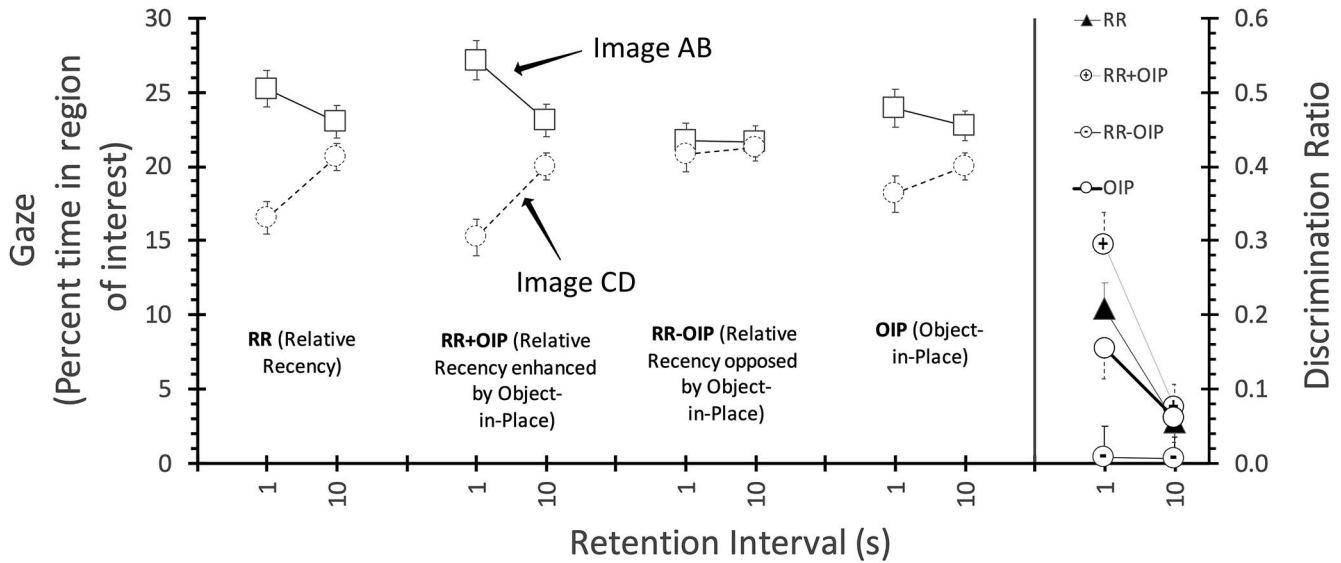 30
25
20
15
10
5
0
Gaze
(Percent time in region
of interest)
Image AB
Image CD
RR (Relative
Recency)
RR+OIP (Relative
Recency enhanced
by Object-
in-Place)
RR-OIP (Relative
Recency opposed
by Object-
in-Place)
OIP (Object-
in-Place)
1
10
1
10
1
10
1
10
1
10
Retention Interval (s)
RR
RR+OIP
RR-OIP
OIP
0.6
0.5
0.4
0.3
0.2
0.1
0.0
Discrimination Ratio